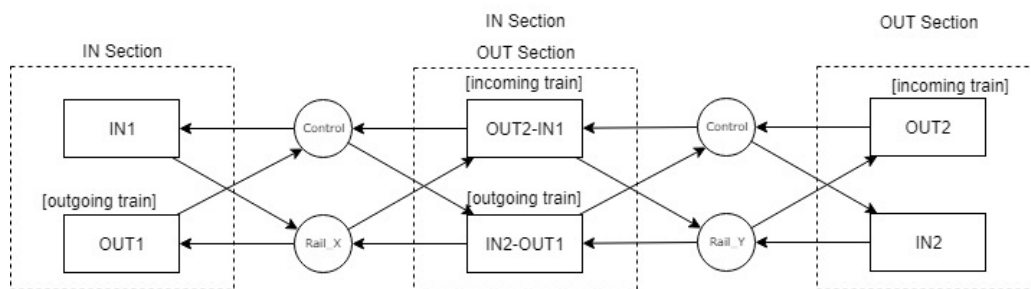 IN Section
OUT Section
IN Section
OUT Section
[incoming train]
[incoming train]
IN1
Control
OUT2-IN1
Control
OUT2
[outgoing train]
[outgoing train]
OUT1
Rail_X
IN2-OUT1
Rail_Y
IN2